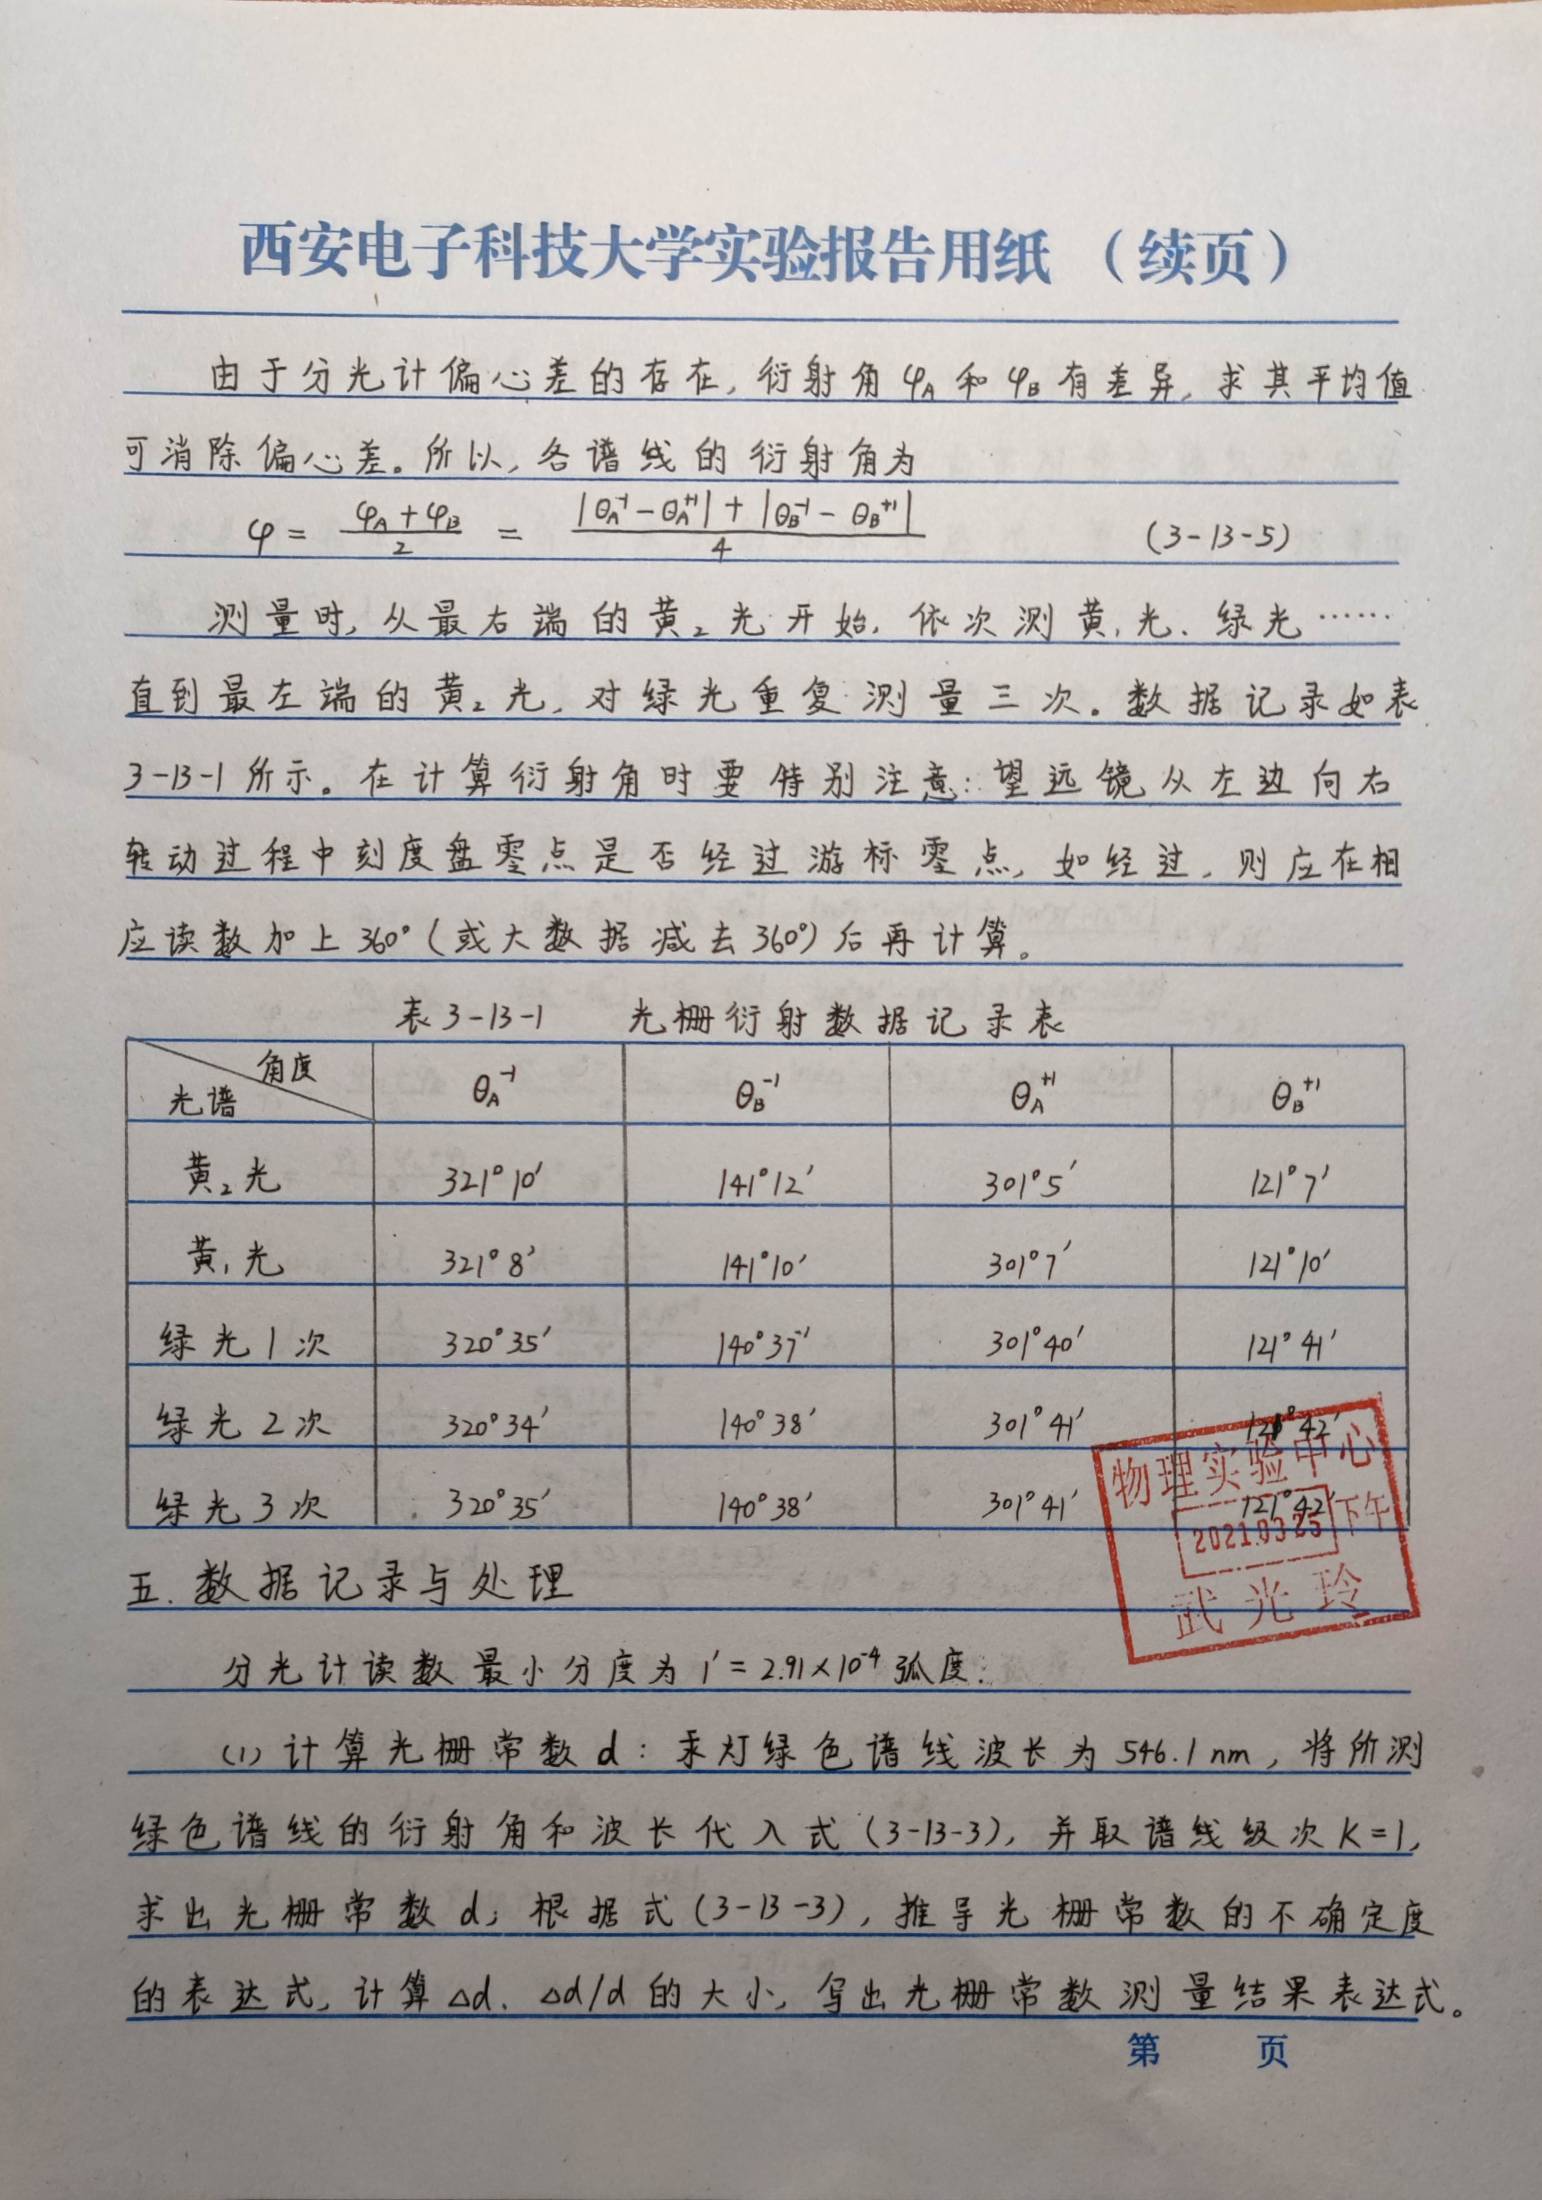 西安电子科技大学实验报告用纸 （续页）
由于分光计偏心差的存在，衍射角φA和φB有差异，求其平均值
可消除偏心差。所以，各谱线的衍射角为
φ = (φA+φB)/2 = (|θA⁻¹-θA⁺¹|+|θB⁻¹-θB⁺¹|)/4 (3-13-5)
测量时，从最右端的黄₂光开始，依次测黄₁光、绿光……
直到最左端的黄₂光，对绿光重复测量三次。数据记录如表
3-13-1所示。在计算衍射角时要特别注意：望远镜从左边向右
转动过程中刻度盘零点是否经过游标零点，如经过，则应在相
应读数加上360°（或大数据减去360°）后再计算。
表3-13-1 光栅衍射数据记录表
角度 光谱 θA⁻¹ θB⁻¹ θA⁺¹ θB⁺¹
黄₂光 321°10′ 141°12′ 301°5′ 121°7′
黄₁光 321°8′ 141°10′ 301°7′ 121°10′
绿光1次 320°35′ 140°37′ 301°40′ 121°41′
绿光2次 320°34′ 140°38′ 301°41′ 121°42′
绿光3次 320°35′ 140°38′ 301°41′ 121°42′
物理实验中心
2021.03.25 下午
武光玲
五.数据记录与处理
分光计读数最小分度为1′=2.91×10⁻⁴弧度.
(1)计算光栅常数d：汞灯绿色谱线波长为546.1nm，将所测
绿色谱线的衍射角和波长代入式(3-13-3)，并取谱线级次K=1，
求出光栅常数d；根据式(3-13-3)，推导光栅常数的不确定度
的表达式，计算Δd、Δd/d的大小，写出光栅常数测量结果表达式。
第 页